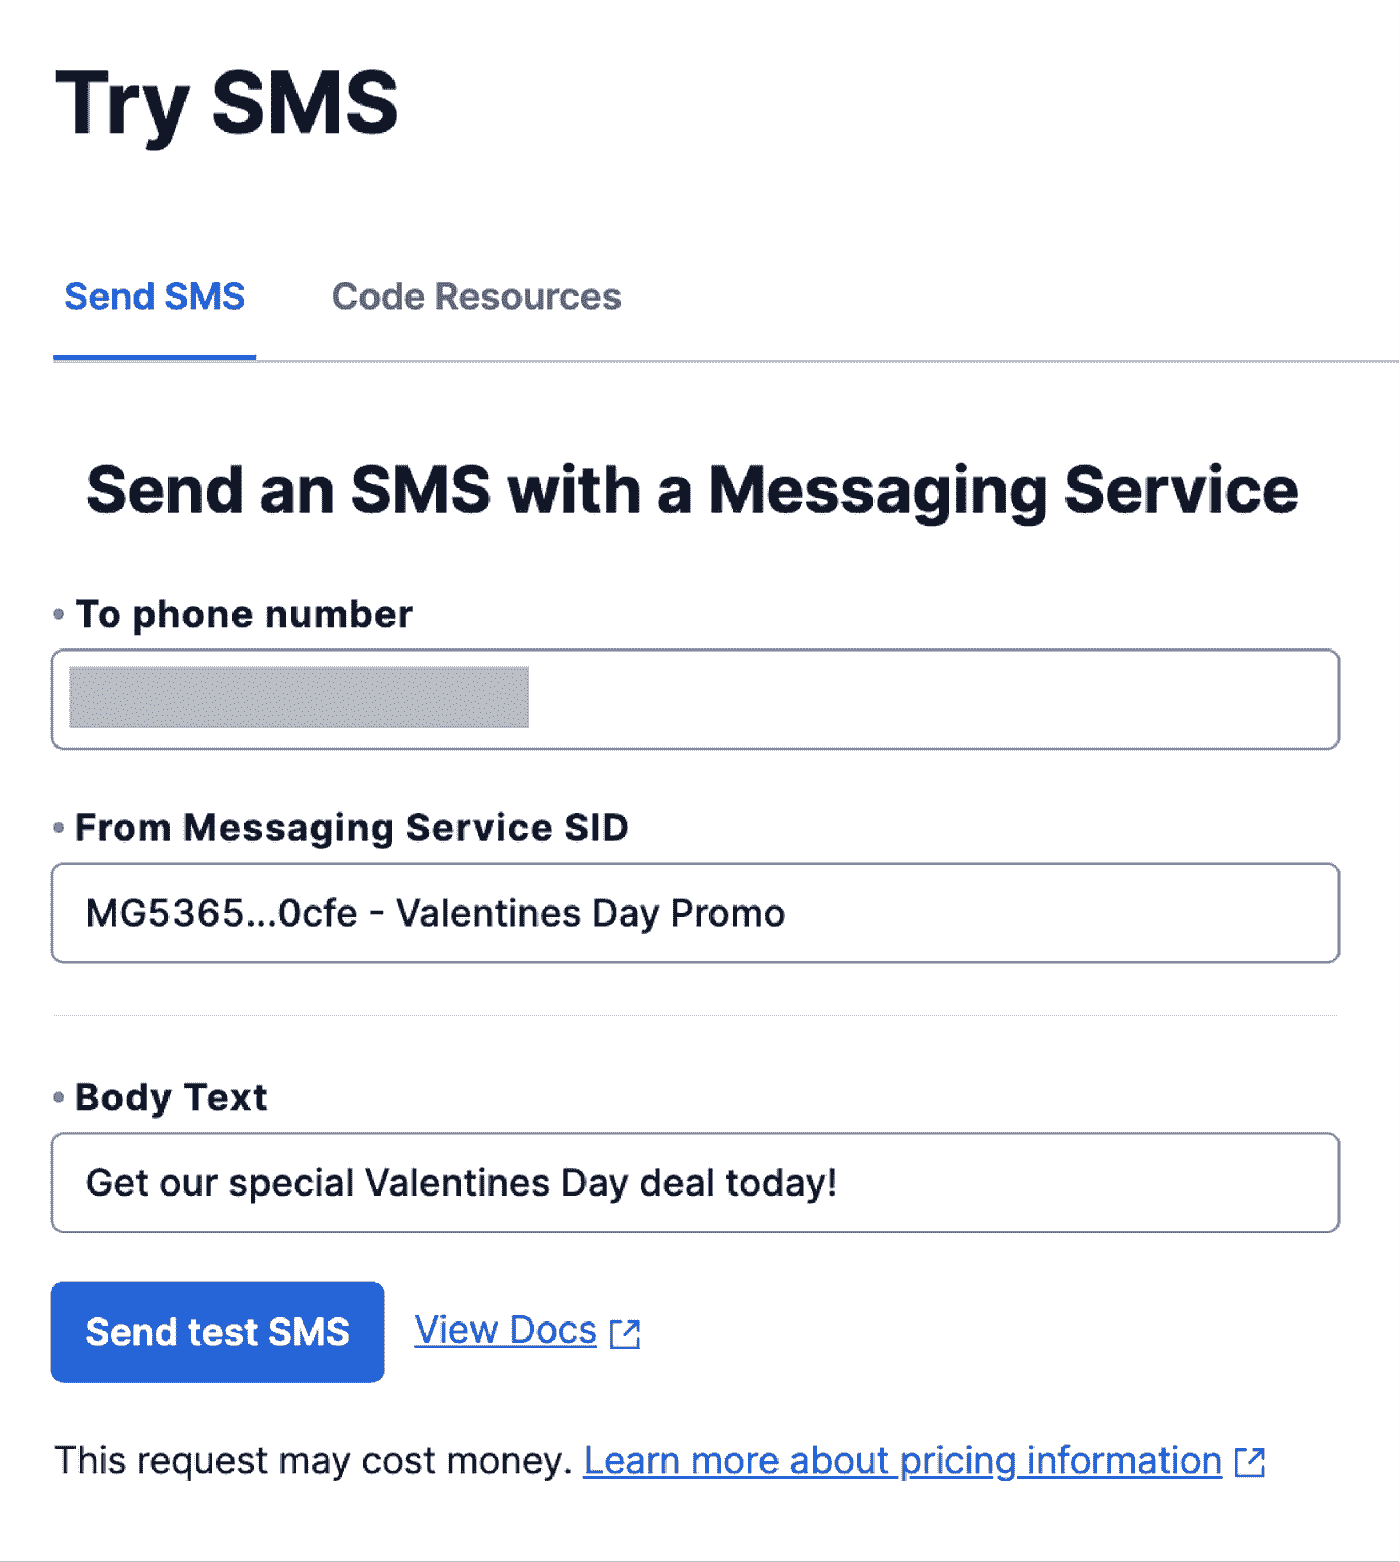 Try SMS
Send SMS Code Resources
Send an SMS with a Messaging Service
• To phone number
• From Messaging Service SID
MG5365...0cfe - Valentines Day Promo
• Body Text
Get our special Valentines Day deal today!
Send test SMS View Docs
This request may cost money. Learn more about pricing information